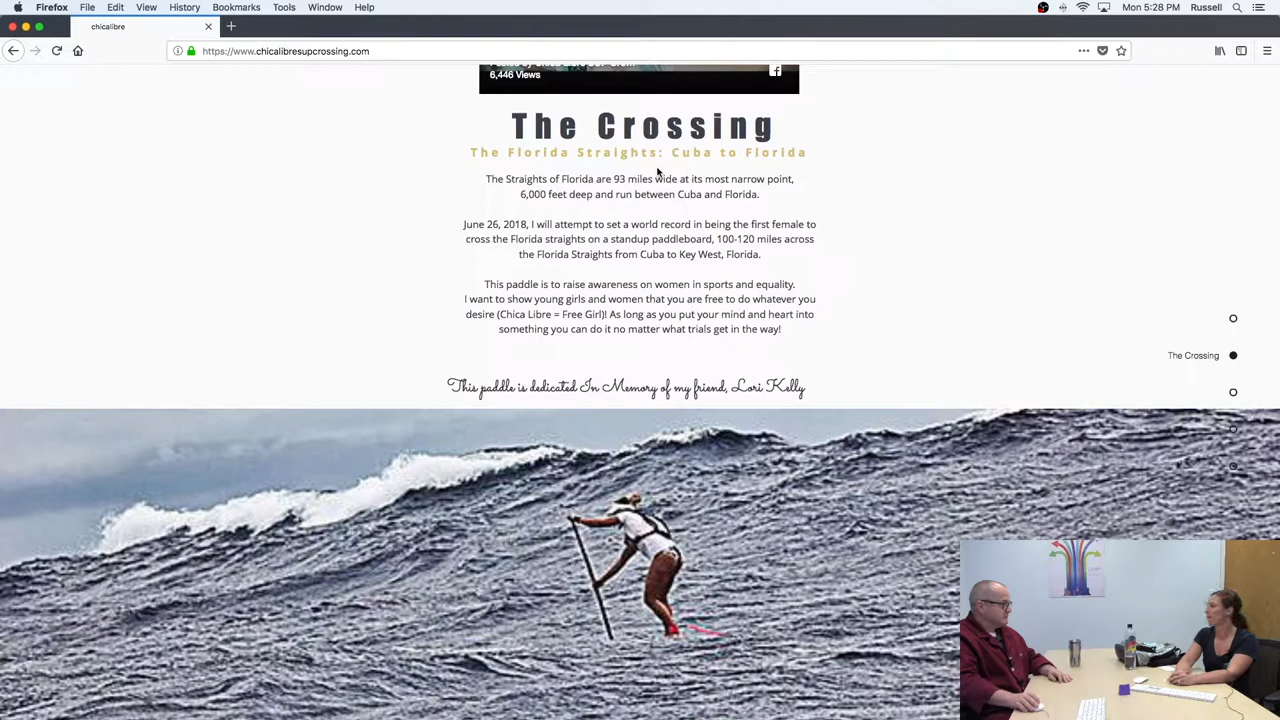 Firefox File Edit View History Bookmarks Tools Window Help Mon 5:28 PM Russell
chicalibre
https://www.chicalibresupcrossing.com
6,446 Views
The Crossing
The Florida Straights: Cuba to Florida
The Straights of Florida are 93 miles wide at its most narrow point,
6,000 feet deep and run between Cuba and Florida.
June 26, 2018, I will attempt to set a world record in being the first female to
cross the Florida straights on a standup paddleboard, 100-120 miles across
the Florida Straights from Cuba to Key West, Florida.
This paddle is to raise awareness on women in sports and equality.
I want to show young girls and women that you are free to do whatever you
desire (Chica Libre = Free Girl)! As long as you put your mind and heart into
something you can do it no matter what trials get in the way!
The Crossing
This paddle is dedicated In Memory of my friend, Lori Kelly